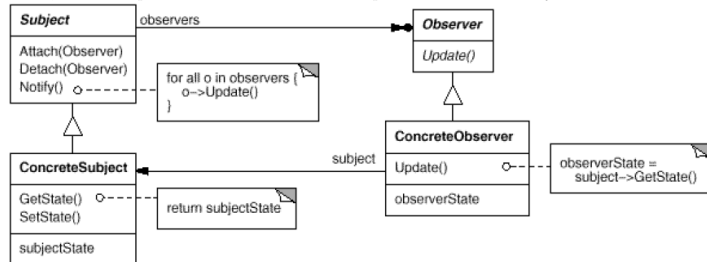 Subject
observers
Observer
Attach(Observer)
Detach(Observer)
Notify()
for all o in observers {
o->Update()
}
Update()
ConcreteSubject
GetState()
SetState()
subjectState
return subjectState
subject
ConcreteObserver
Update()
observerState
observerState =
subject->GetState()